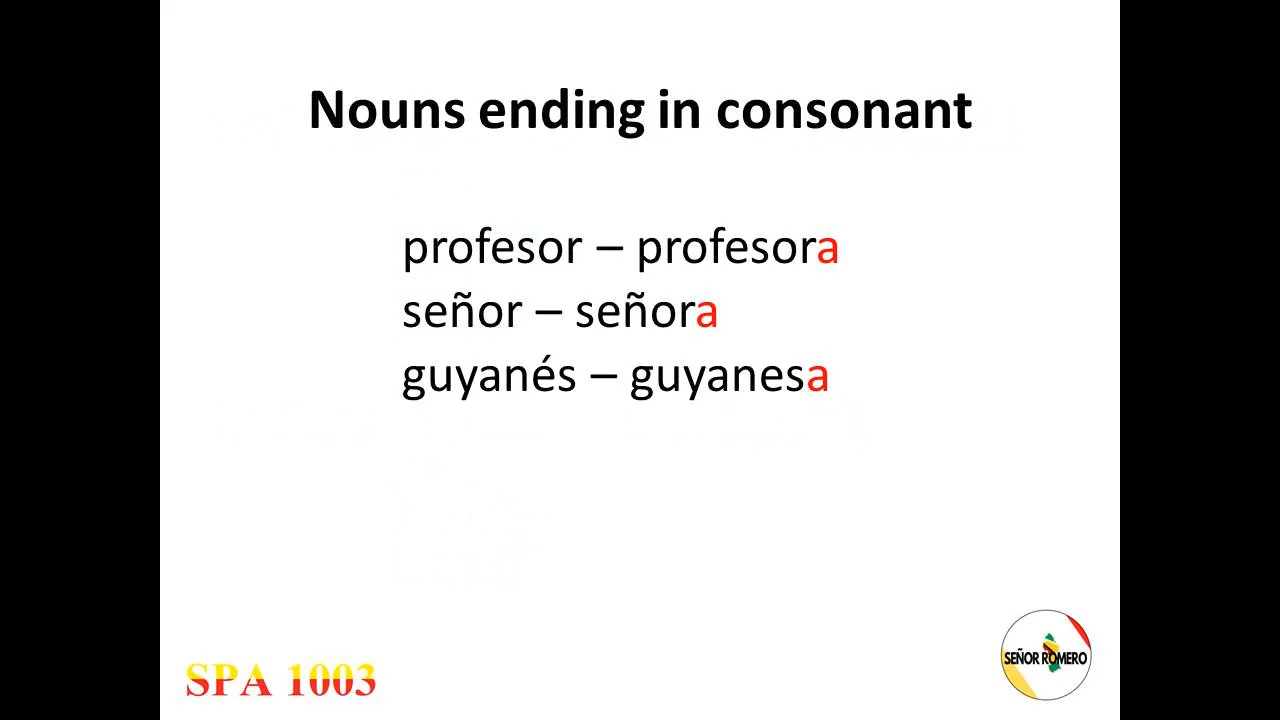 Nouns ending in consonant
profesor – profesora
señor – señora
guyanés – guyanesa
SPA 1003
SEÑOR ROMERO